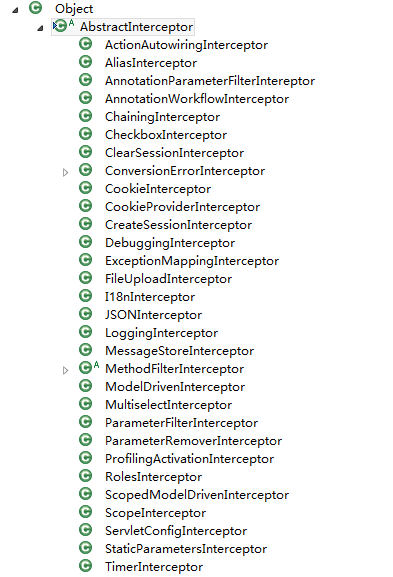 Object
AbstractInterceptor
ActionAutowiringInterceptor
AliasInterceptor
AnnotationParameterFilterIntereptor
AnnotationWorkflowInterceptor
ChainingInterceptor
CheckboxInterceptor
ClearSessionInterceptor
ConversionErrorInterceptor
CookieInterceptor
CookieProviderInterceptor
CreateSessionInterceptor
DebuggingInterceptor
ExceptionMappingInterceptor
FileUploadInterceptor
I18nInterceptor
JSONInterceptor
LoggingInterceptor
MessageStoreInterceptor
MethodFilterInterceptor
ModelDrivenInterceptor
MultiselectInterceptor
ParameterFilterInterceptor
ParameterRemoverInterceptor
ProfilingActivationInterceptor
RolesInterceptor
ScopedModelDrivenInterceptor
ScopeInterceptor
ServletConfigInterceptor
StaticParametersInterceptor
TimerInterceptor